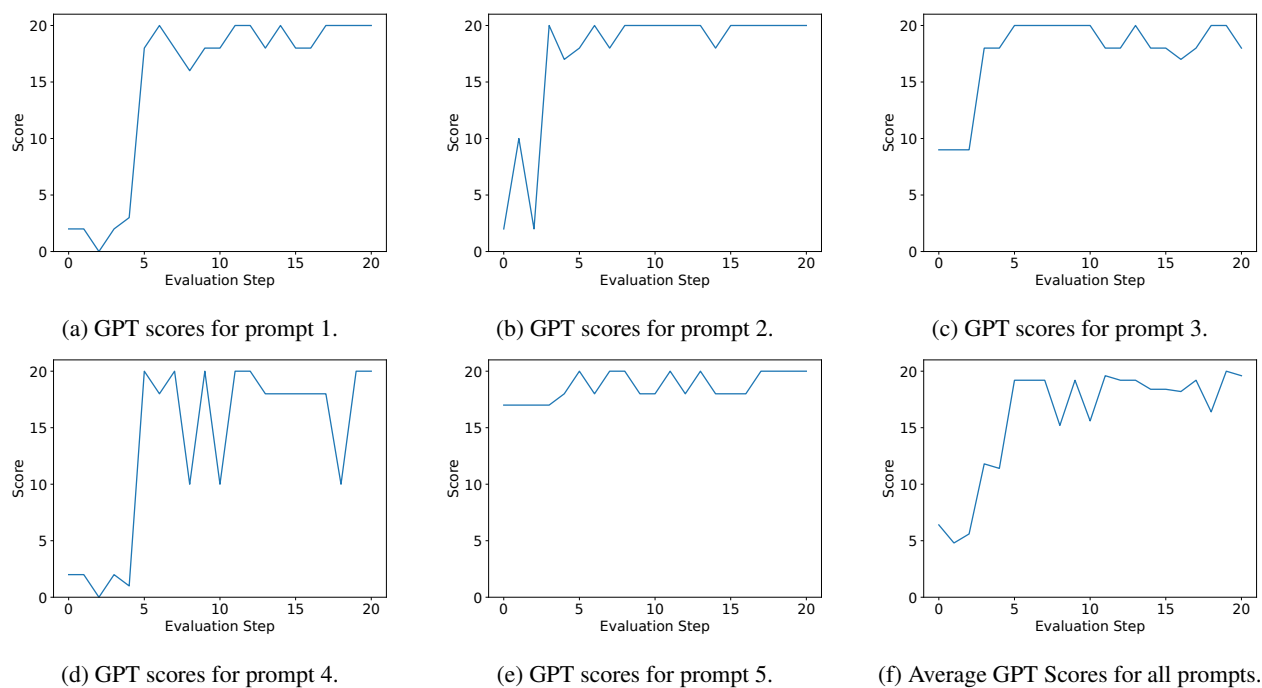 20
15
10
5
0
Score
0 5 10 15 20
Evaluation Step
(a) GPT scores for prompt 1.
20
15
10
5
0
Score
0 5 10 15 20
Evaluation Step
(b) GPT scores for prompt 2.
20
15
10
5
0
Score
0 5 10 15 20
Evaluation Step
(c) GPT scores for prompt 3.
20
15
10
5
0
Score
0 5 10 15 20
Evaluation Step
(d) GPT scores for prompt 4.
20
15
10
5
0
Score
0 5 10 15 20
Evaluation Step
(e) GPT scores for prompt 5.
20
15
10
5
0
Score
0 5 10 15 20
Evaluation Step
(f) Average GPT Scores for all prompts.